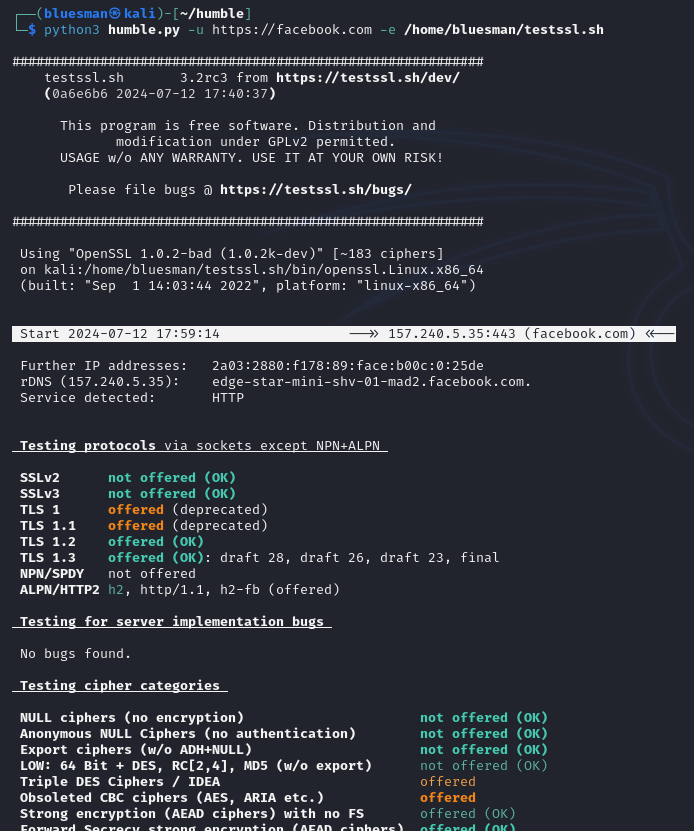 ┌──(bluesman㉿kali)-[~/humble]
└─$ python3 humble.py -u https://facebook.com -e /home/bluesman/testssl.sh
###########################################################
testssl.sh       3.2rc3 from https://testssl.sh/dev/
(0a6e6b6 2024-07-12 17:40:37)
This program is free software. Distribution and
modification under GPLv2 permitted.
USAGE w/o ANY WARRANTY. USE IT AT YOUR OWN RISK!
Please file bugs @ https://testssl.sh/bugs/
###########################################################
Using "OpenSSL 1.0.2-bad (1.0.2k-dev)" [~183 ciphers]
on kali:/home/bluesman/testssl.sh/bin/openssl.Linux.x86_64
(built: "Sep  1 14:03:44 2022", platform: "linux-x86_64")
Start 2024-07-12 17:59:14                -->> 157.240.5.35:443 (facebook.com) <<--
Further IP addresses:   2a03:2880:f178:89:face:b00c:0:25de
rDNS (157.240.5.35):    edge-star-mini-shv-01-mad2.facebook.com.
Service detected:       HTTP
Testing protocols via sockets except NPN+ALPN
SSLv2      not offered (OK)
SSLv3      not offered (OK)
TLS 1      offered (deprecated)
TLS 1.1    offered (deprecated)
TLS 1.2    offered (OK)
TLS 1.3    offered (OK): draft 28, draft 26, draft 23, final
NPN/SPDY   not offered
ALPN/HTTP2 h2, http/1.1, h2-fb (offered)
Testing for server implementation bugs
No bugs found.
Testing cipher categories
NULL ciphers (no encryption)                      not offered (OK)
Anonymous NULL Ciphers (no authentication)        not offered (OK)
Export ciphers (w/o ADH+NULL)                     not offered (OK)
LOW: 64 Bit + DES, RC[2,4], MD5 (w/o export)      not offered (OK)
Triple DES Ciphers / IDEA                         offered
Obsoleted CBC ciphers (AES, ARIA etc.)            offered
Strong encryption (AEAD ciphers) with no FS       offered (OK)
Forward Secrecy strong encryption (AEAD ciphers)  offered (OK)